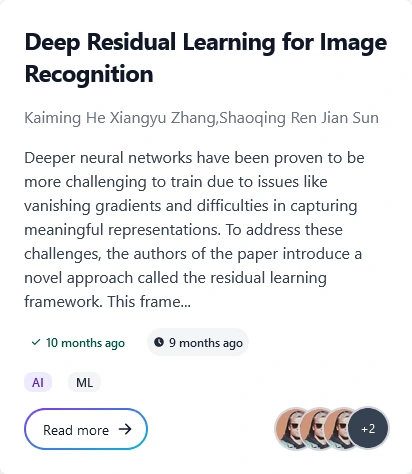 Deep Residual Learning for Image
Recognition
Kaiming He Xiangyu Zhang,Shaoqing Ren Jian Sun
Deeper neural networks have been proven to be
more challenging to train due to issues like
vanishing gradients and difficulties in capturing
meaningful representations. To address these
challenges, the authors of the paper introduce a
novel approach called the residual learning
framework. This frame...
10 months ago 9 months ago
AI ML
Read more +2